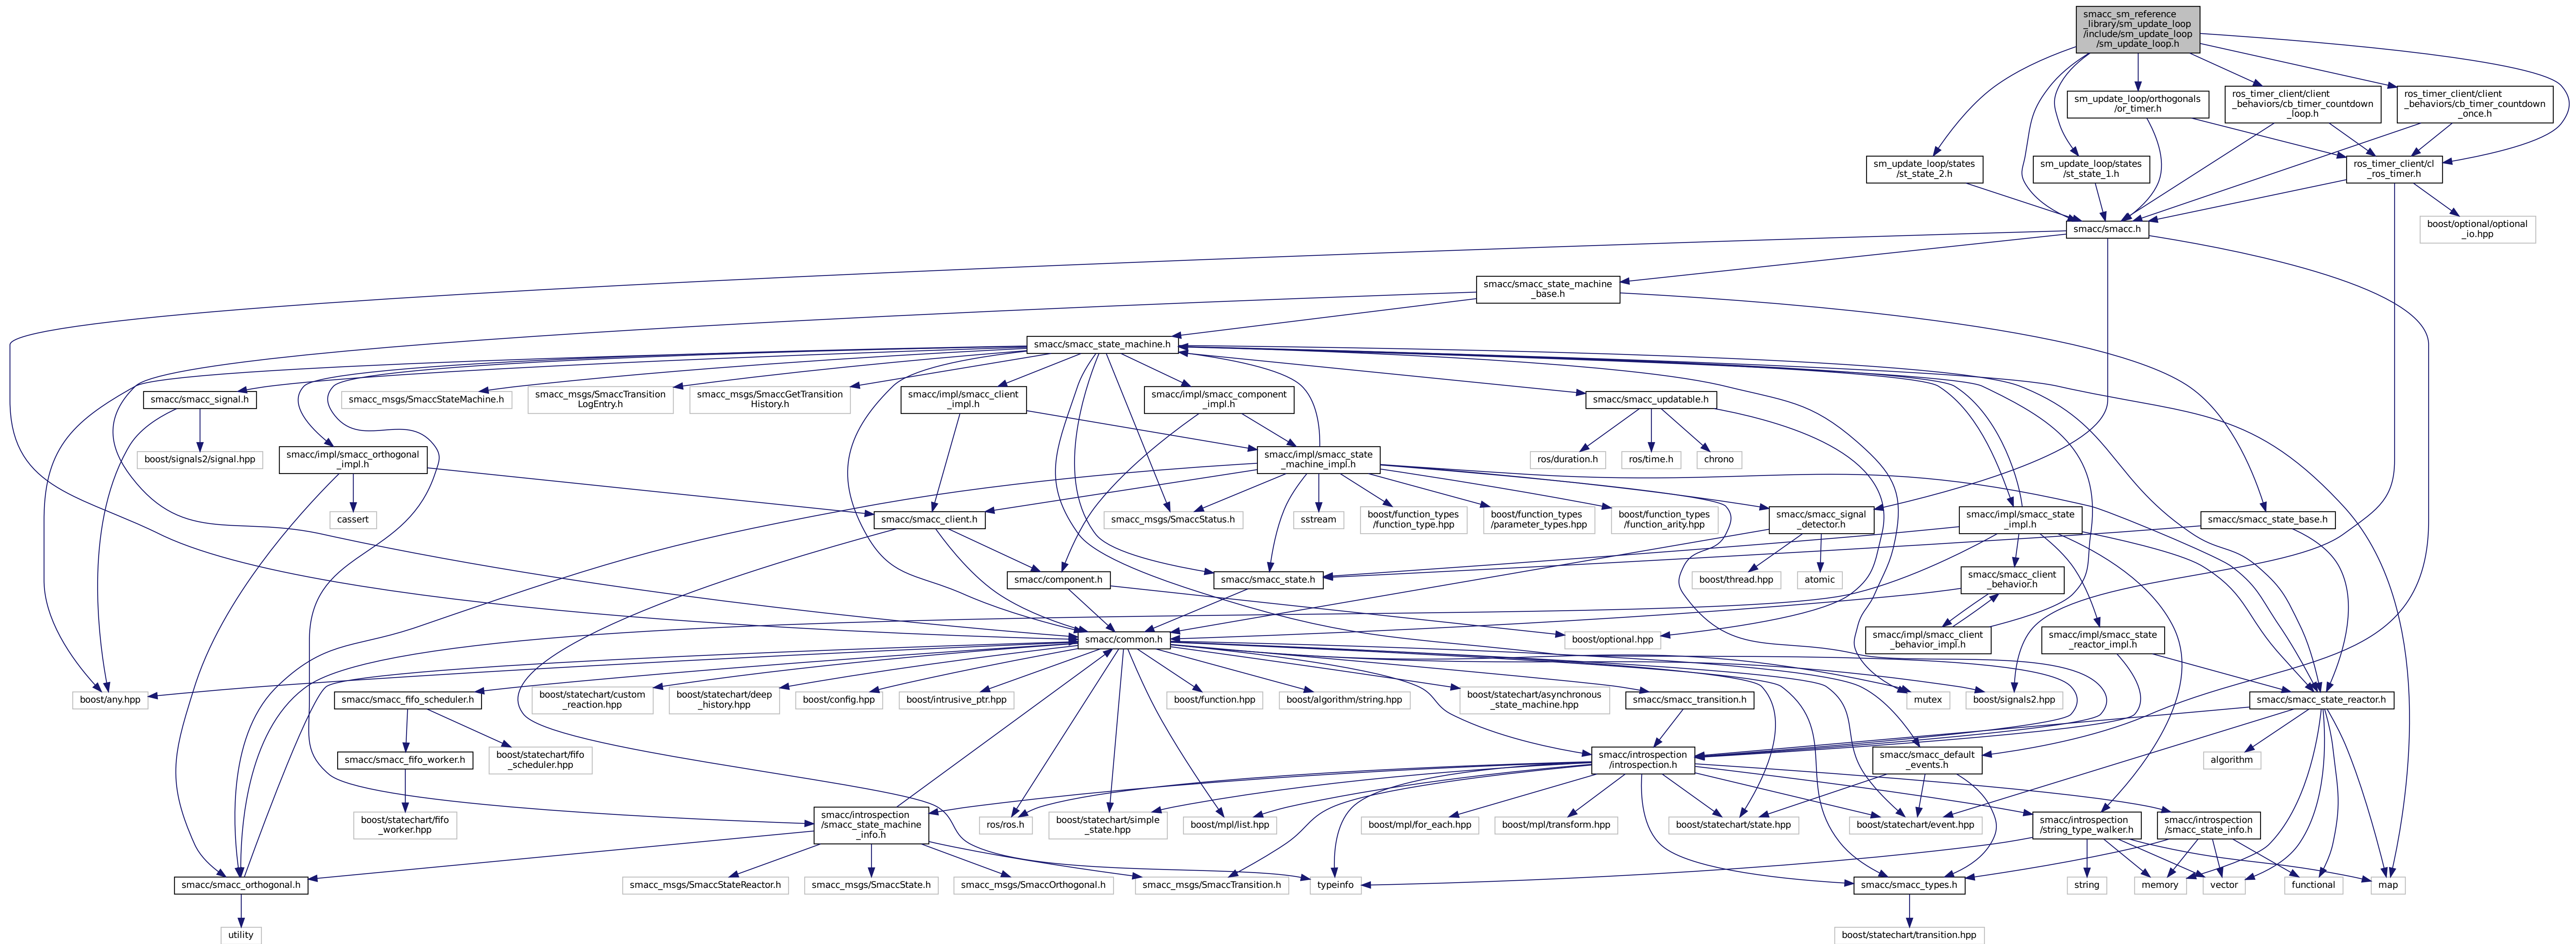 smacc_sm_reference
_library/sm_update_loop
/include/sm_update_loop
/sm_update_loop.h
sm_update_loop/orthogonals
/or_timer.h
ros_timer_client/client
_behaviors/cb_timer_countdown
_loop.h
ros_timer_client/client
_behaviors/cb_timer_countdown
_once.h
sm_update_loop/states
/st_state_2.h
sm_update_loop/states
/st_state_1.h
ros_timer_client/cl
_ros_timer.h
smacc/smacc.h
boost/optional/optional
_io.hpp
smacc/smacc_state_machine
_base.h
smacc/smacc_state_machine.h
smacc/smacc_signal.h
smacc_msgs/SmaccStateMachine.h
smacc_msgs/SmaccTransition
LogEntry.h
smacc_msgs/SmaccGetTransition
History.h
smacc/impl/smacc_client
_impl.h
smacc/impl/smacc_component
_impl.h
smacc/smacc_updatable.h
boost/signals2/signal.hpp
smacc/impl/smacc_orthogonal
_impl.h
smacc/impl/smacc_state
_machine_impl.h
ros/duration.h
ros/time.h
chrono
cassert
smacc/smacc_client.h
smacc_msgs/SmaccStatus.h
sstream
boost/function_types
/function_type.hpp
boost/function_types
/parameter_types.hpp
boost/function_types
/function_arity.hpp
smacc/smacc_signal
_detector.h
smacc/impl/smacc_state
_impl.h
smacc/smacc_state_base.h
smacc/component.h
smacc/smacc_state.h
boost/thread.hpp
atomic
smacc/smacc_client
_behavior.h
smacc/common.h
boost/optional.hpp
smacc/impl/smacc_client
_behavior_impl.h
smacc/impl/smacc_state
_reactor_impl.h
boost/any.hpp
smacc/smacc_fifo_scheduler.h
boost/statechart/custom
_reaction.hpp
boost/statechart/deep
_history.hpp
boost/config.hpp
boost/intrusive_ptr.hpp
boost/function.hpp
boost/algorithm/string.hpp
boost/statechart/asynchronous
_state_machine.hpp
smacc/smacc_transition.h
mutex
boost/signals2.hpp
smacc/smacc_state_reactor.h
smacc/smacc_fifo_worker.h
boost/statechart/fifo
_scheduler.hpp
smacc/introspection
/introspection.h
smacc/smacc_default
_events.h
algorithm
boost/statechart/fifo
_worker.hpp
smacc/introspection
/smacc_state_machine
_info.h
ros/ros.h
boost/statechart/simple
_state.hpp
boost/mpl/list.hpp
boost/mpl/for_each.hpp
boost/mpl/transform.hpp
boost/statechart/state.hpp
boost/statechart/event.hpp
smacc/introspection
/string_type_walker.h
smacc/introspection
/smacc_state_info.h
smacc/smacc_orthogonal.h
smacc_msgs/SmaccStateReactor.h
smacc_msgs/SmaccState.h
smacc_msgs/SmaccOrthogonal.h
smacc_msgs/SmaccTransition.h
typeinfo
smacc/smacc_types.h
string
memory
vector
functional
map
utility
boost/statechart/transition.hpp